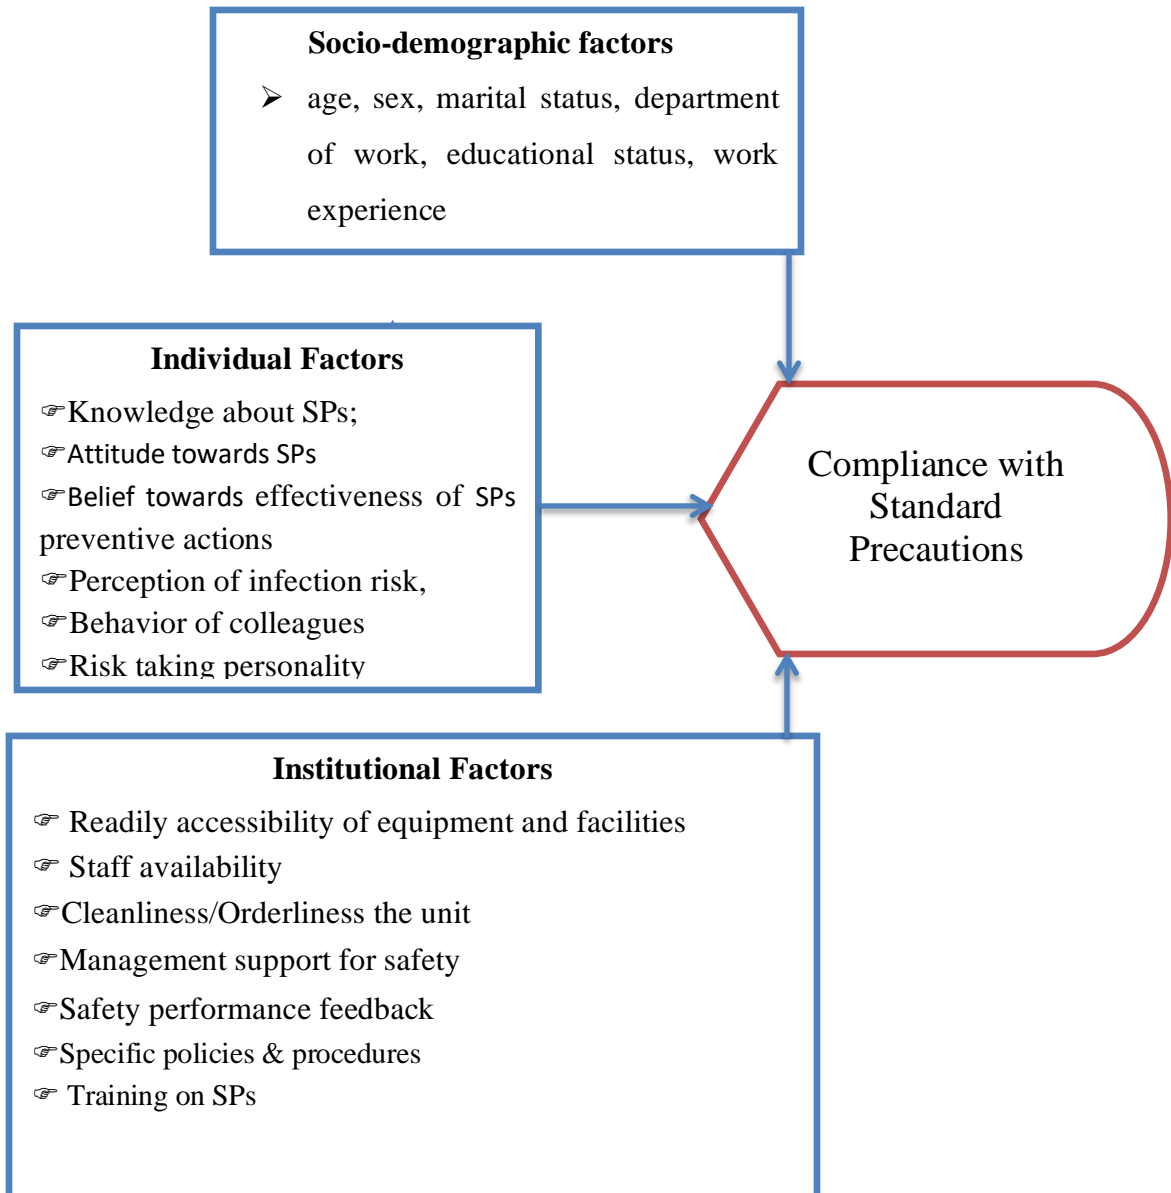 Socio-demographic factors
➢ age, sex, marital status, department
of work, educational status, work
experience
Individual Factors
☞Knowledge about SPs;
☞Attitude towards SPs
☞Belief towards effectiveness of SPs
preventive actions
☞Perception of infection risk,
☞Behavior of colleagues
☞Risk taking personality
Compliance with
Standard
Precautions
Institutional Factors
☞ Readily accessibility of equipment and facilities
☞ Staff availability
☞Cleanliness/Orderliness the unit
☞Management support for safety
☞Safety performance feedback
☞Specific policies & procedures
☞ Training on SPs